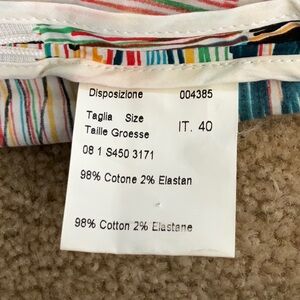 Disposizione 004385
Taglia Size
Taille Groesse IT. 40
08 1 S450 3171
98% Cotone 2% Elastan
98% Cotton 2% Elastane